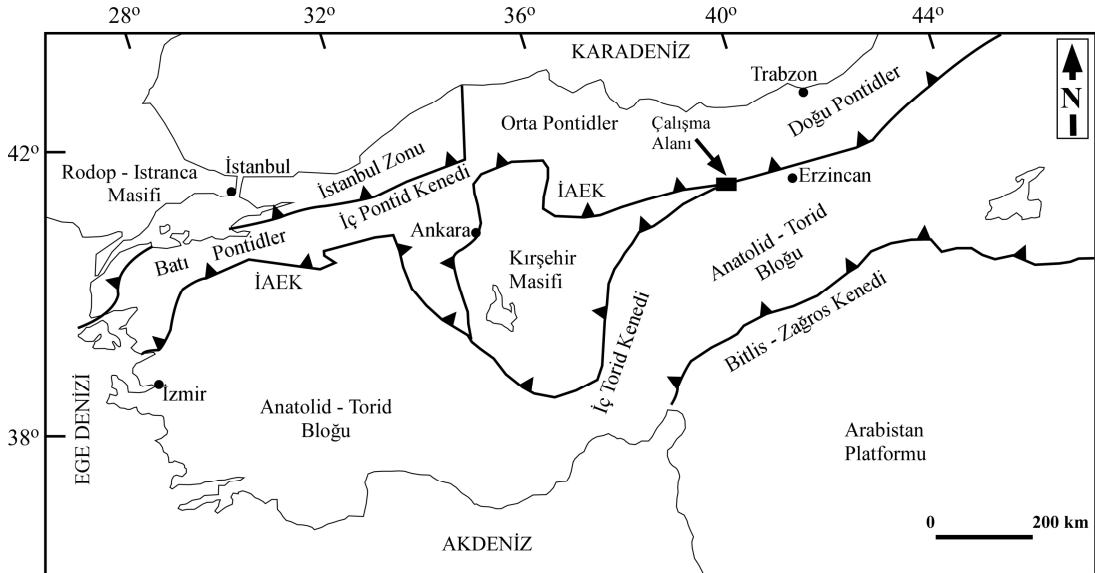 28o
32o
36o
40o
44o
KARADENİZ
N
Trabzon
Doğu Pontidler
Orta Pontidler
Çalışma
Alanı
42o
Rodop - Istranca
Masifi
İstanbul
İstanbul Zonu
İç Pontid Kenedi
İAEK
Erzincan
Ankara
Batı Pontidler
İAEK
Kırşehir
Masifi
Anatolid - Torid
Bloğu
Bitlis - Zağros Kenedi
İç Torid Kenedi
EGE DENİZİ
İzmir
Anatolid - Torid
Bloğu
38o
Arabistan
Platformu
0 200 km
AKDENİZ